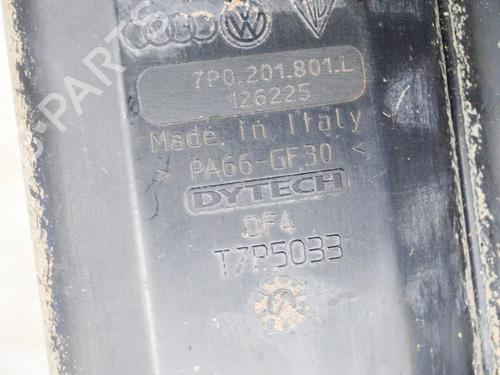 7P0.201.801.L
126225
Made in Italy
> PA66-GF30 <
DYTECH
DF4
T7P5033